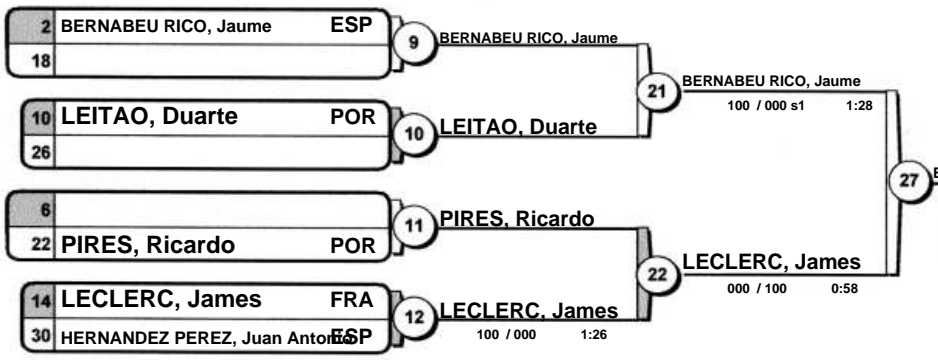 2 BERNABEU RICO, Jaume ESP
18
9
BERNABEU RICO, Jaume
10 LEITAO, Duarte POR
26
10
LEITAO, Duarte
21
BERNABEU RICO, Jaume
100 / 000 s1 1:28
6
22 PIRES, Ricardo POR
11
PIRES, Ricardo
14 LECLERC, James FRA
30 HERNANDEZ PEREZ, Juan Antonio ESP
12
LECLERC, James
100 / 000 1:26
22
LECLERC, James
000 / 100 0:58
27